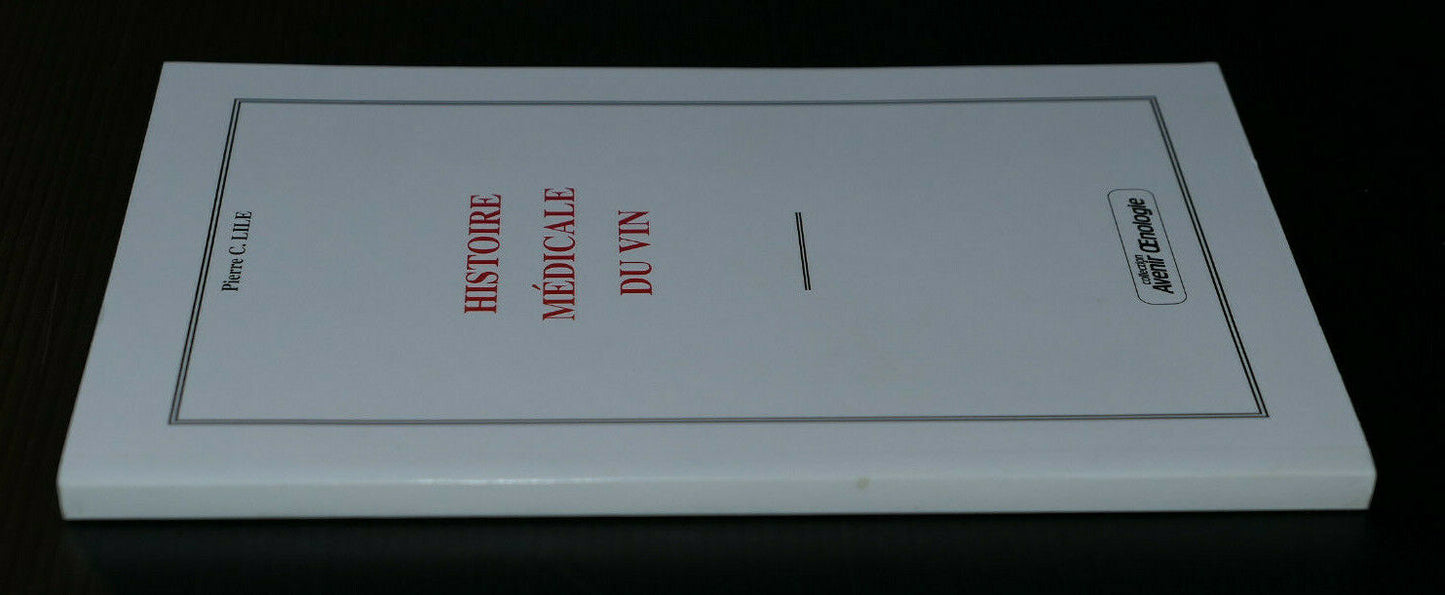 Pierre C. LILE
HISTOIRE
MÉDICALE
DU VIN
collection
Avenir Œnologie